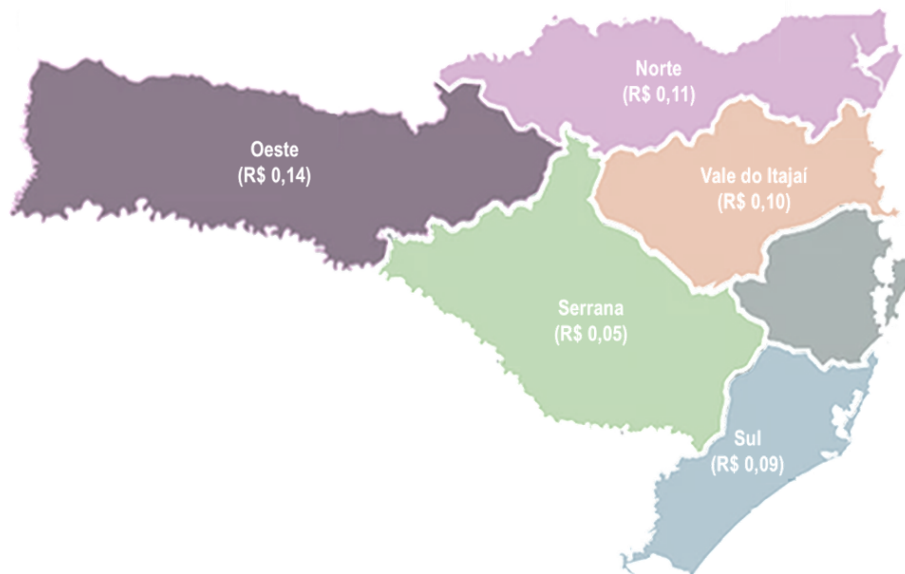 Norte
(R$ 0,11)
Oeste
(R$ 0,14)
Vale do Itajaí
(R$ 0,10)
Serrana
(R$ 0,05)
Sul
(R$ 0,09)